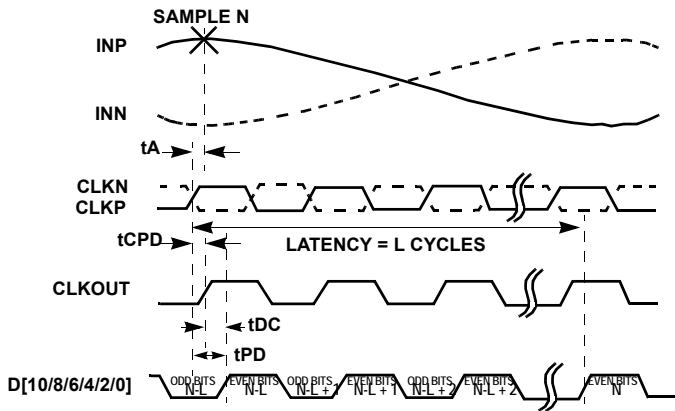 SAMPLE N
INP
INN
tA
CLKN
CLKP
tCPD
LATENCY = L CYCLES
CLKOUT
tDC
tPD
D[10/8/6/4/2/0]
ODD BITS EVEN BITS ODD BITS EVEN BITS ODD BITS EVEN BITS EVEN BITS
N-L N-L N-L + 1 N-L + 1 N-L + 2 N-L + 2 N